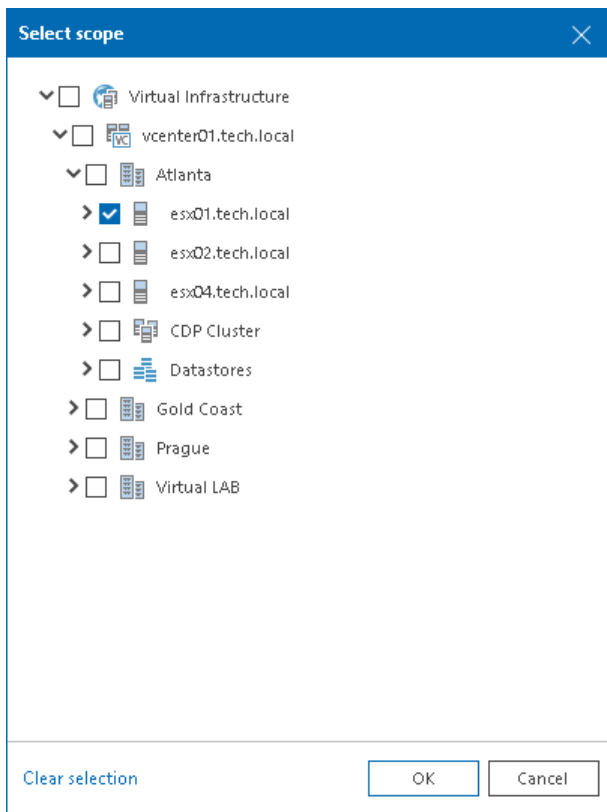 Select scope
Virtual Infrastructure
VC vcenter01.tech.local
Atlanta
esx01.tech.local
esx02.tech.local
esx04.tech.local
CDP Cluster
Datastores
Gold Coast
Prague
Virtual LAB
Clear selection OK Cancel